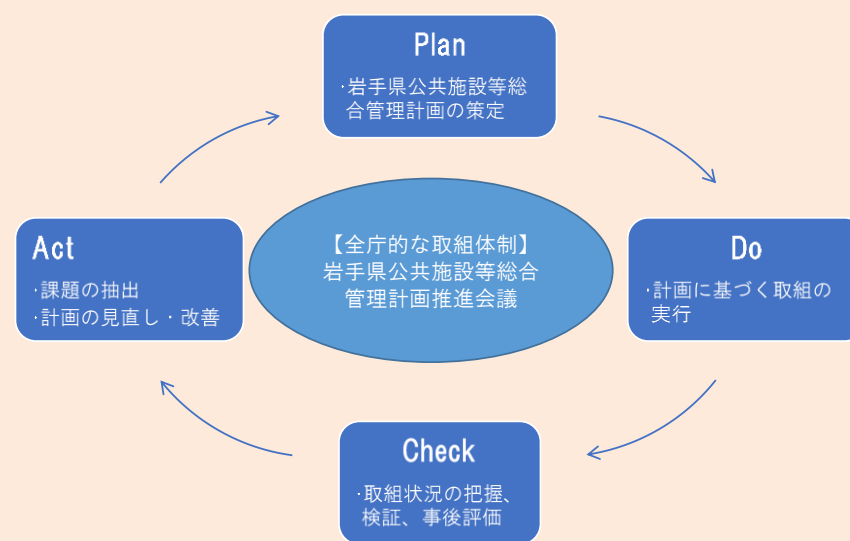 Plan
・岩手県公共施設等総
合管理計画の策定
【全庁的な取組体制】
岩手県公共施設等総合
管理計画推進会議
Act
・課題の抽出
・計画の見直し・改善
Do
・計画に基づく取組の
実行
Check
・取組状況の把握、
検証、事後評価